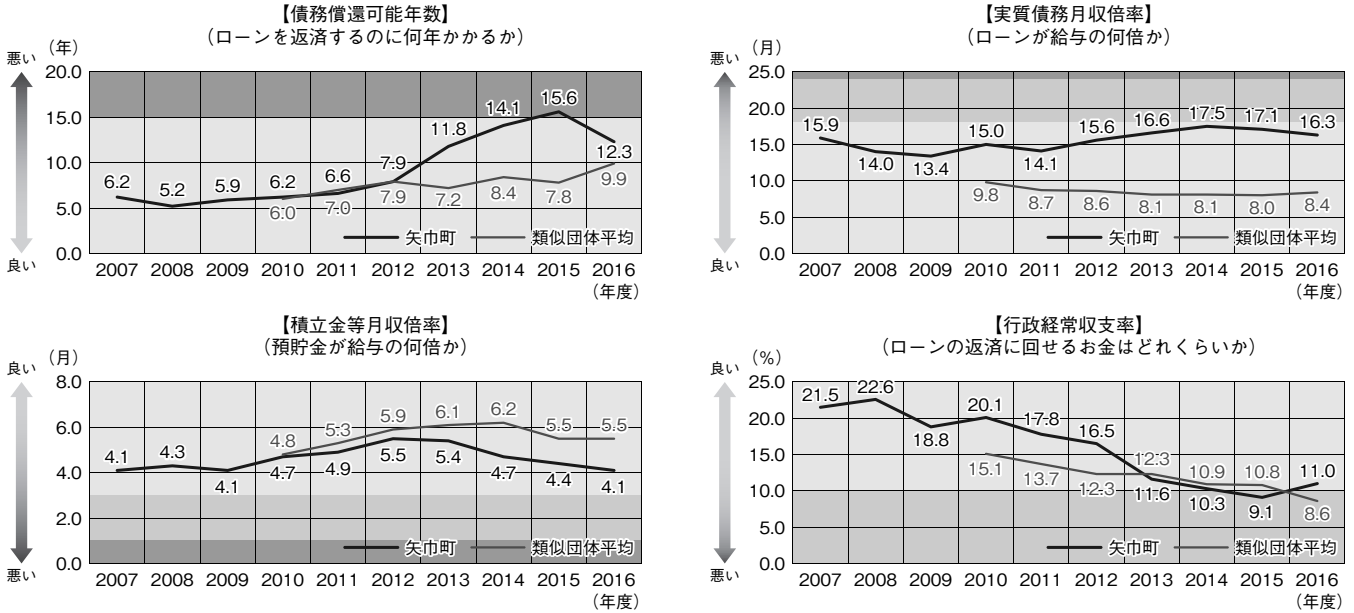 【債務償還可能年数】
（ローンを返済するのに何年かかるか）
悪い
（年）
20.0
15.0
10.0
5.0
0.0
良い
6.2
5.2
5.9
6.2
6.6
7.9
11.8
14.1
15.6
12.3
6.0
7.0
7.9
7.2
8.4
7.8
9.9
矢巾町 類似団体平均
2007 2008 2009 2010 2011 2012 2013 2014 2015 2016
（年度）
【実質債務月収倍率】
（ローンが給与の何倍か）
悪い
（月）
25.0
20.0
15.0
10.0
5.0
0.0
良い
15.9
14.0
13.4
15.0
14.1
15.6
16.6
17.5
17.1
16.3
9.8
8.7
8.6
8.1
8.1
8.0
8.4
矢巾町 類似団体平均
2007 2008 2009 2010 2011 2012 2013 2014 2015 2016
（年度）
【積立金等月収倍率】
（預貯金が給与の何倍か）
良い
（月）
8.0
6.0
4.0
2.0
0.0
悪い
4.1
4.3
4.1
4.7
4.9
5.5
5.4
4.7
4.4
4.1
4.8
5.3
5.9
6.1
6.2
5.5
5.5
矢巾町 類似団体平均
2007 2008 2009 2010 2011 2012 2013 2014 2015 2016
（年度）
【行政経常収支率】
（ローンの返済に回せるお金はどれくらいか）
良い
（%）
25.0
20.0
15.0
10.0
5.0
0.0
悪い
21.5
22.6
18.8
20.1
17.8
16.5
11.6
10.3
9.1
11.0
15.1
13.7
12.3
12.3
10.9
10.8
8.6
矢巾町 類似団体平均
2007 2008 2009 2010 2011 2012 2013 2014 2015 2016
（年度）